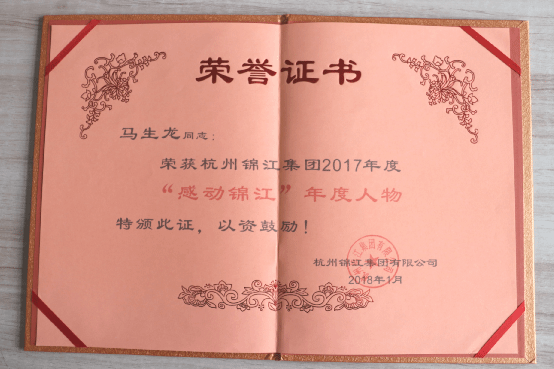 荣誉证书
马生龙同志：
荣获杭州锦江集团2017年度
“感动锦江”年度人物
特颁此证，以资鼓励！
杭州锦江集团有限公司
2018年1月